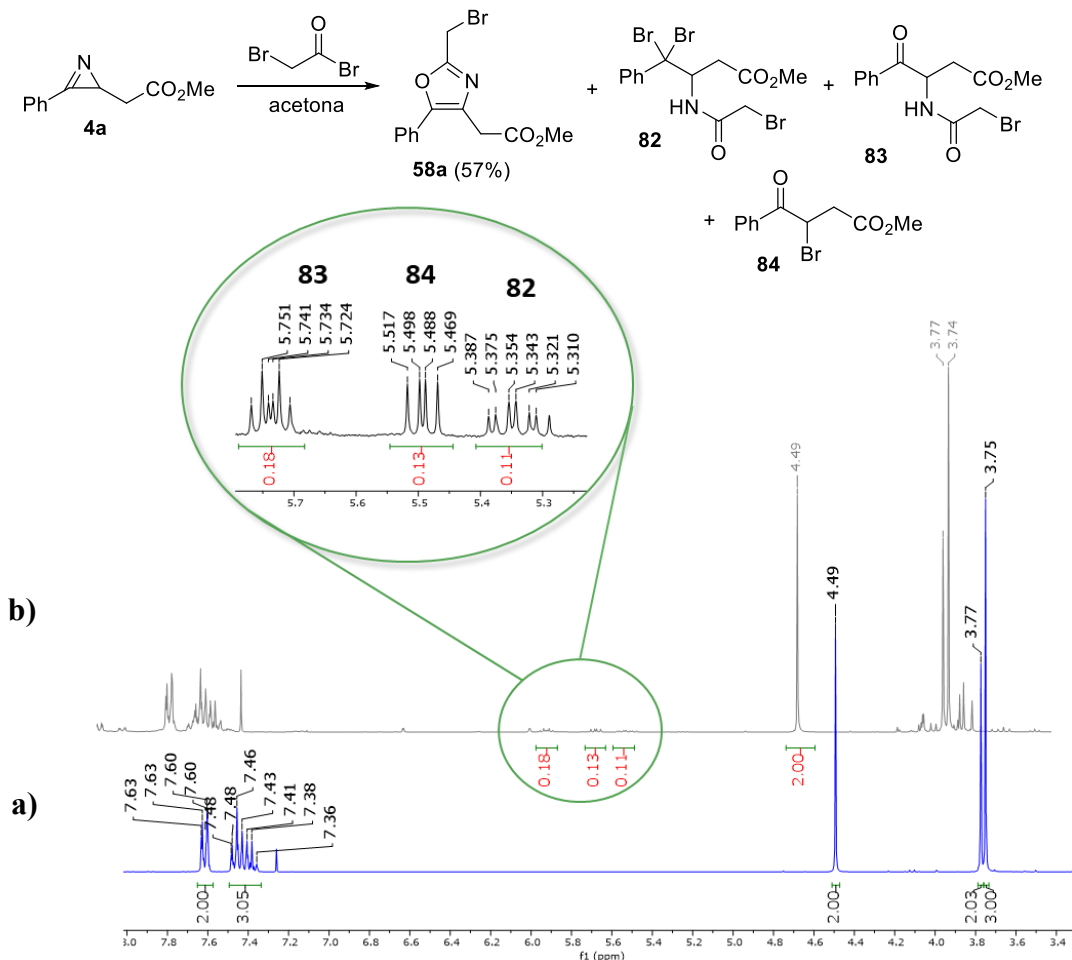 Br
O
Br
Br
acetona
N
Ph
CO2Me
4a
Br
O
N
Ph
CO2Me
58a (57%)
+
Br Br
Ph
CO2Me
HN
Br
O
82
+
O
Ph
CO2Me
HN
Br
O
83
+
O
Ph
CO2Me
Br
84
83
84
82
5.751
5.741
5.734
5.724
5.517
5.498
5.488
5.469
5.387
5.375
5.354
5.343
5.321
5.310
0.18
0.13
0.11
5.7
5.6
5.5
5.4
5.3
3.77
3.74
4.49
b)
0.18
0.13
0.11
2.00
a)
7.63
7.63
7.60
7.60
7.48
7.48
7.46
7.43
7.41
7.38
7.36
4.49
3.77
3.75
2.00
3.05
2.00
2.03
3.00
8.0 7.8 7.6 7.4 7.2 7.0 6.8 6.6 6.4 6.2 6.0 5.8 5.6 5.4 5.2 5.0 4.8 4.6 4.4 4.2 4.0 3.8 3.6 3.4
f1 (ppm)